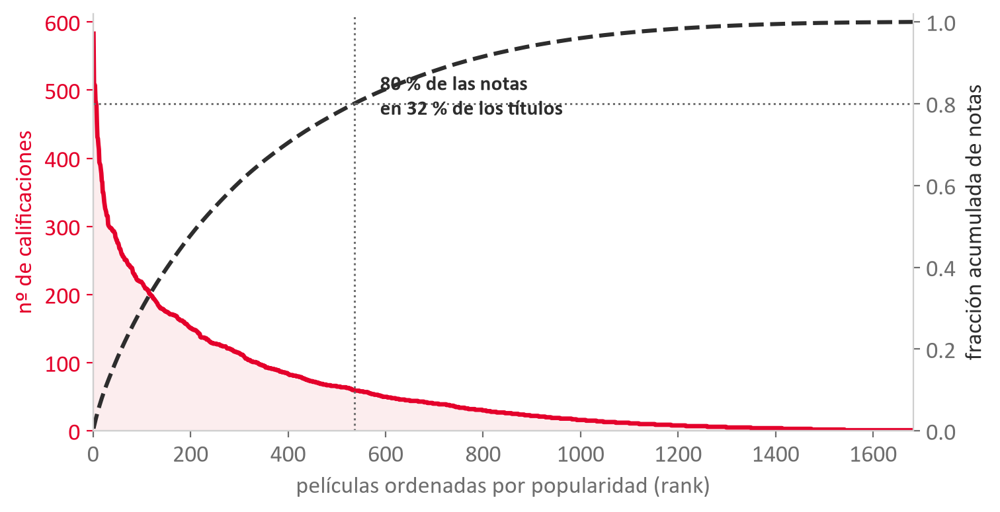 600
500
400
300
200
100
0
nº de calificaciones
80 % de las notas
en 32 % de los títulos
1.0
0.8
0.6
0.4
0.2
0.0
fracción acumulada de notas
0 200 400 600 800 1000 1200 1400 1600
películas ordenadas por popularidad (rank)